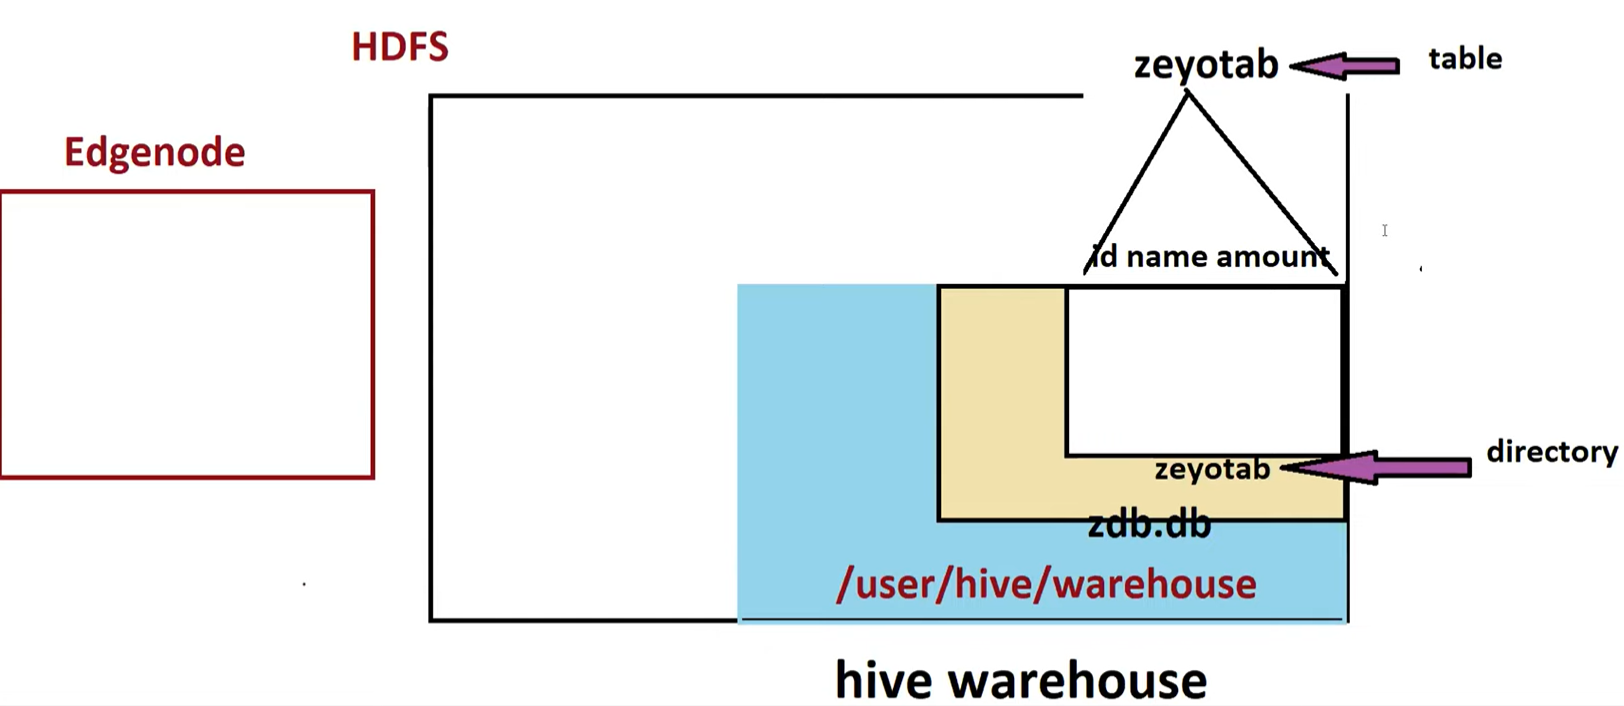 HDFS
zeyotab
table
Edgenode
id name amount
directory
zeyotab
zdb.db
/user/hive/warehouse
hive warehouse